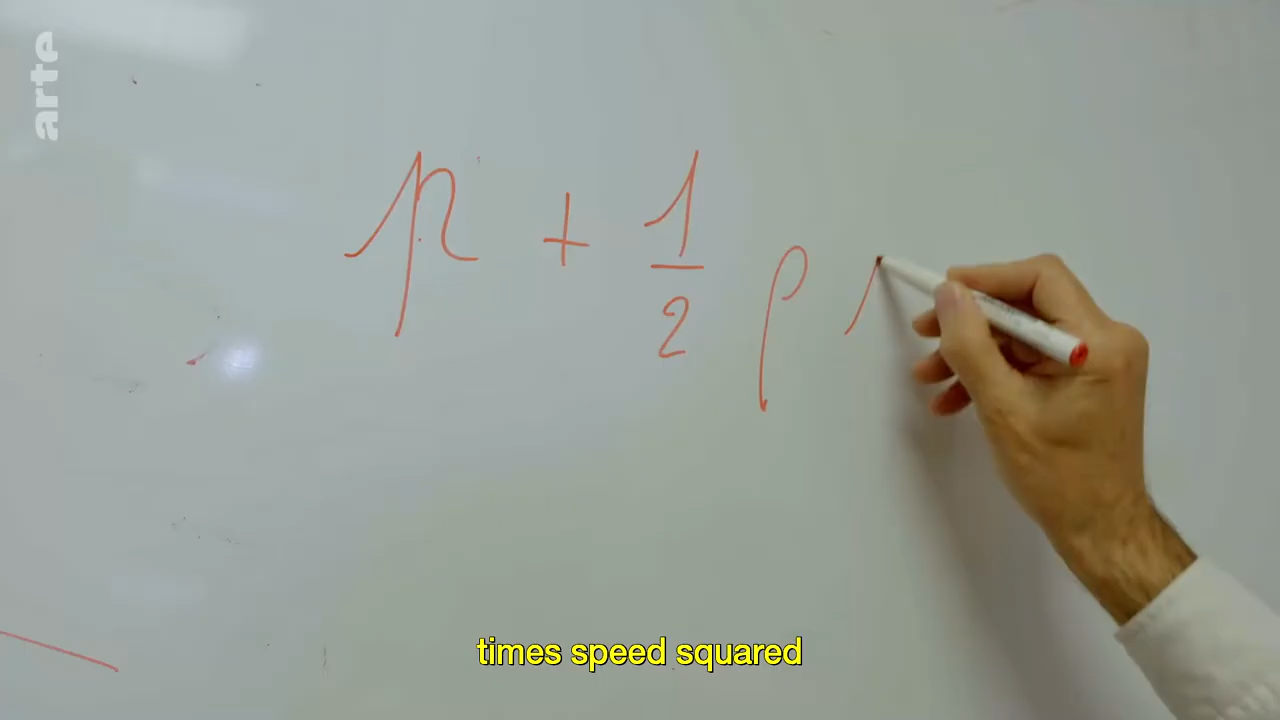 arte
p + 1/2 ρ
times speed squared